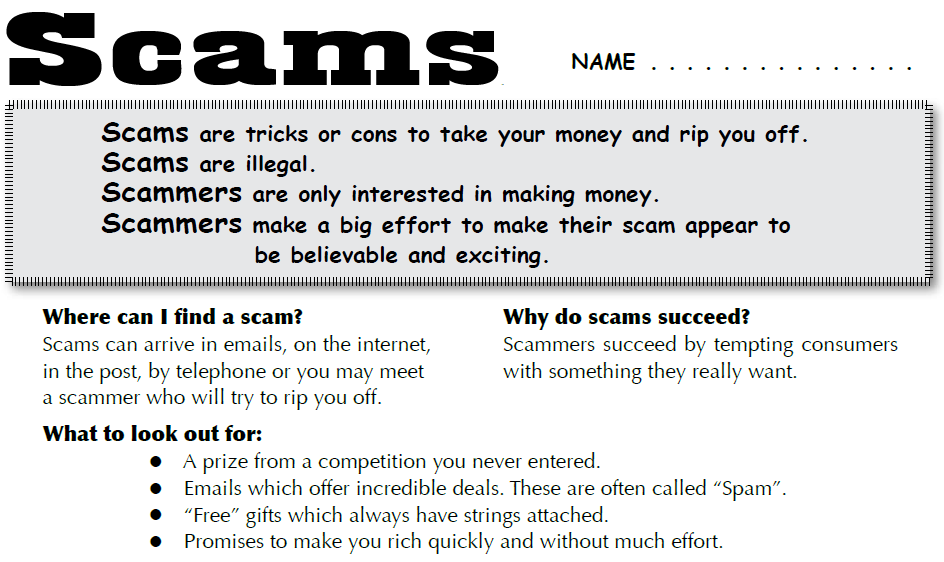 Scams
NAME . . . . . . . . . . . . . . .
Scams are tricks or cons to take your money and rip you off.
Scams are illegal.
Scammers are only interested in making money.
Scammers make a big effort to make their scam appear to
be believable and exciting.
Where can I find a scam?
Scams can arrive in emails, on the internet,
in the post, by telephone or you may meet
a scammer who will try to rip you off.
Why do scams succeed?
Scammers succeed by tempting consumers
with something they really want.
What to look out for:
● A prize from a competition you never entered.
● Emails which offer incredible deals. These are often called “Spam”.
● “Free” gifts which always have strings attached.
● Promises to make you rich quickly and without much effort.